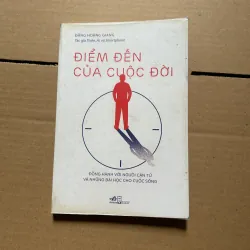 ĐẶNG HOÀNG GIANG
ĐIỂM ĐẾN
CỦA CUỘC ĐỜI
ĐỒNG HÀNH VỚI NGƯỜI CẬN TỬ
VÀ NHỮNG BÀI HỌC CHO CUỘC SỐNG